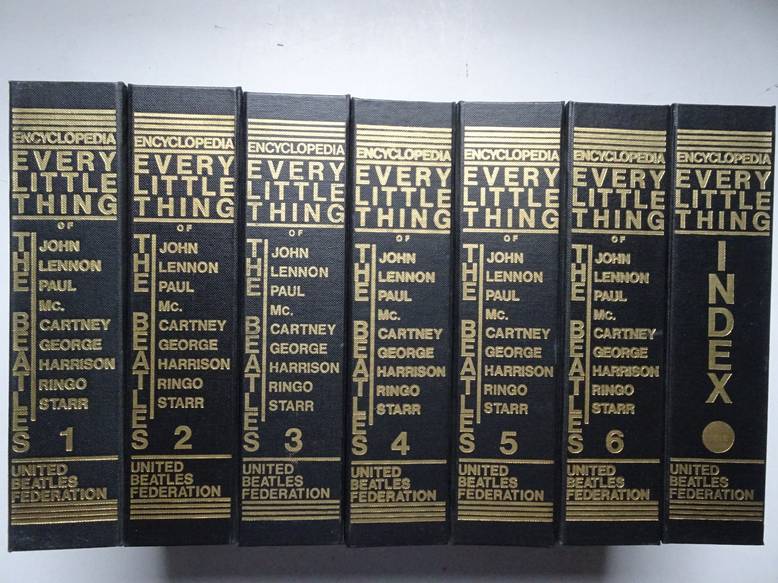 ENCYCLOPEDIA
EVERY
LITTLE
THING
OF
THE BEATLES
JOHN
LENNON
PAUL
Mc.
CARTNEY
GEORGE
HARRISON
RINGO
STARR
1
UNITED
BEATLES
FEDERATION
ENCYCLOPEDIA
EVERY
LITTLE
THING
OF
THE BEATLES
JOHN
LENNON
PAUL
Mc.
CARTNEY
GEORGE
HARRISON
RINGO
STARR
2
UNITED
BEATLES
FEDERATION
ENCYCLOPEDIA
EVERY
LITTLE
THING
OF
THE BEATLES
JOHN
LENNON
PAUL
Mc.
CARTNEY
GEORGE
HARRISON
RINGO
STARR
3
UNITED
BEATLES
FEDERATION
ENCYCLOPEDIA
EVERY
LITTLE
THING
OF
THE BEATLES
JOHN
LENNON
PAUL
Mc.
CARTNEY
GEORGE
HARRISON
RINGO
STARR
4
UNITED
BEATLES
FEDERATION
ENCYCLOPEDIA
EVERY
LITTLE
THING
OF
THE BEATLES
JOHN
LENNON
PAUL
Mc.
CARTNEY
GEORGE
HARRISON
RINGO
STARR
5
UNITED
BEATLES
FEDERATION
ENCYCLOPEDIA
EVERY
LITTLE
THING
OF
THE BEATLES
JOHN
LENNON
PAUL
Mc.
CARTNEY
GEORGE
HARRISON
RINGO
STARR
6
UNITED
BEATLES
FEDERATION
ENCYCLOPEDIA
EVERY
LITTLE
THING
INDEX
UNITED
BEATLES
FEDERATION